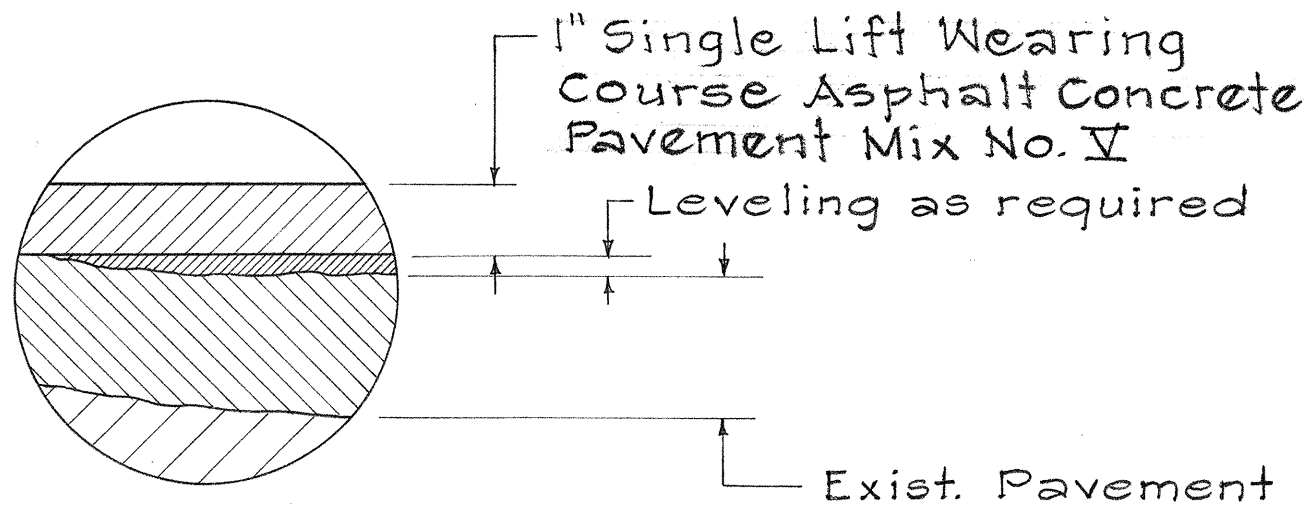 1" Single Lift Wearing
Course Asphalt Concrete
Pavement Mix No. V
Leveling as required
Exist. Pavement